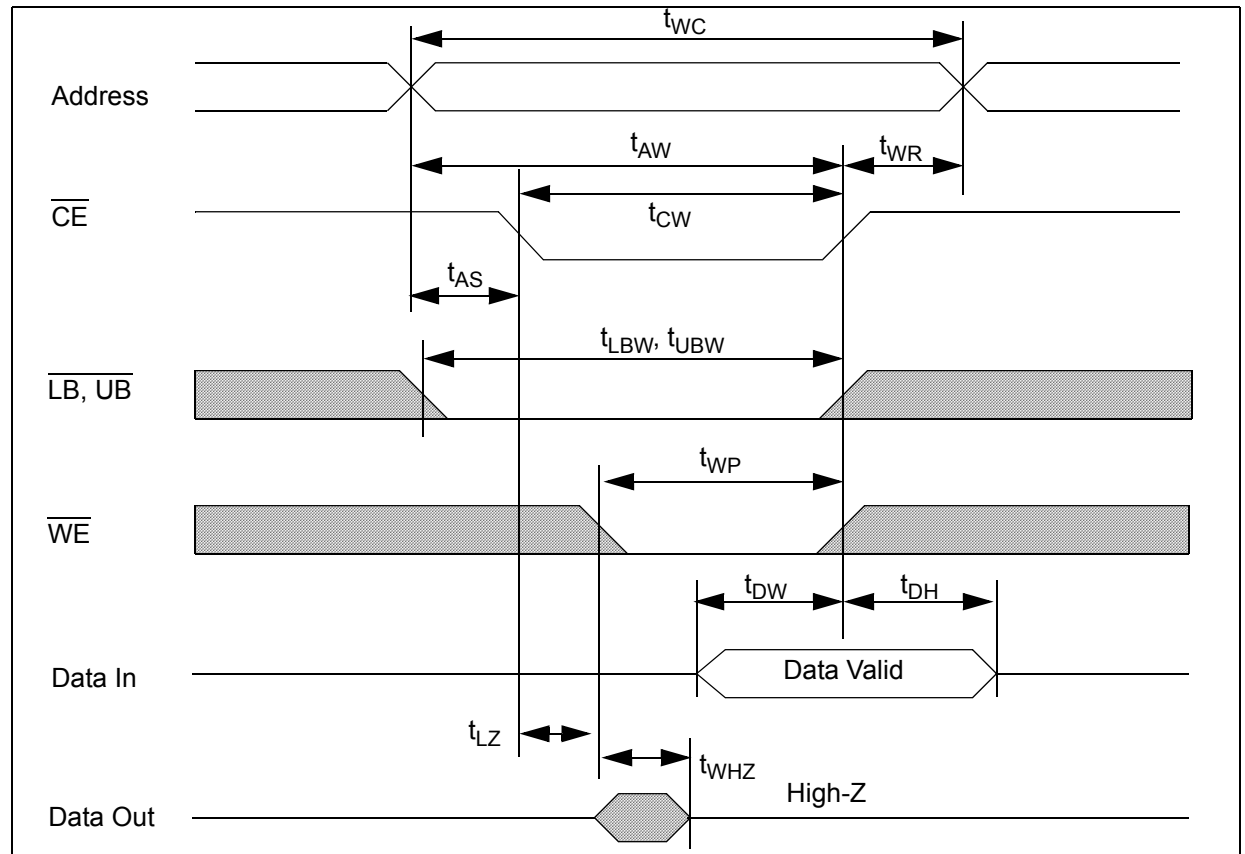 tWC
Address
tAW
tWR
CE
tCW
tAS
tLBW, tUBW
LB, UB
tWP
WE
tDW
tDH
Data In
Data Valid
tLZ
tWHZ
High-Z
Data Out